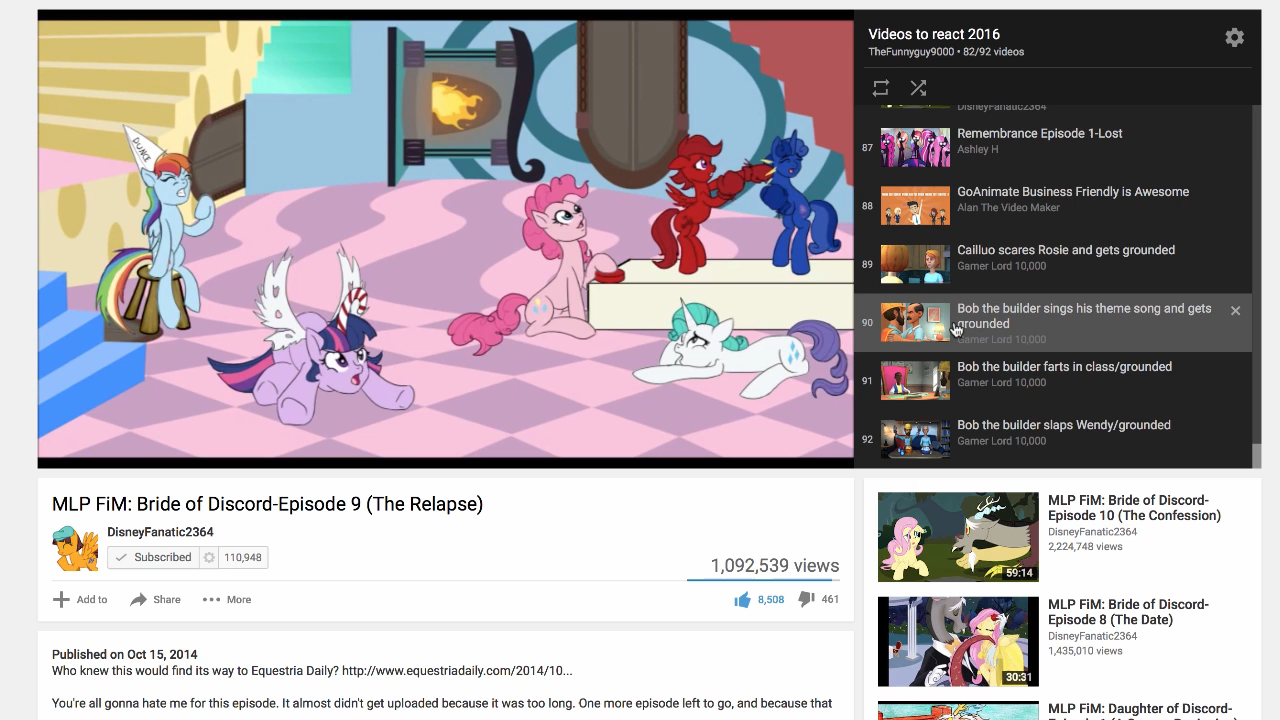 DUNCE
Videos to react 2016
TheFunnyguy9000 • 82/92 videos
DisneyFanatic2364
87
Remembrance Episode 1-Lost
Ashley H
88
GoAnimate Business Friendly is Awesome
Alan The Video Maker
89
Cailluo scares Rosie and gets grounded
Gamer Lord 10,000
90
Bob the builder sings his theme song and gets
grounded
Gamer Lord 10,000
91
Bob the builder farts in class/grounded
Gamer Lord 10,000
92
Bob the builder slaps Wendy/grounded
Gamer Lord 10,000
MLP FiM: Bride of Discord-Episode 9 (The Relapse)
DisneyFanatic2364
Subscribed 110,948
1,092,539 views
Add to Share More
8,508 461
Published on Oct 15, 2014
Who knew this would find its way to Equestria Daily? http://www.equestriadaily.com/2014/10...
You're all gonna hate me for this episode. It almost didn't get uploaded because it was too long. One more episode left to go, and because that
MLP FiM: Bride of Discord-
Episode 10 (The Confession)
DisneyFanatic2364
2,224,748 views
59:14
MLP FiM: Bride of Discord-
Episode 8 (The Date)
DisneyFanatic2364
1,435,010 views
30:31
MLP FiM: Daughter of Discord-